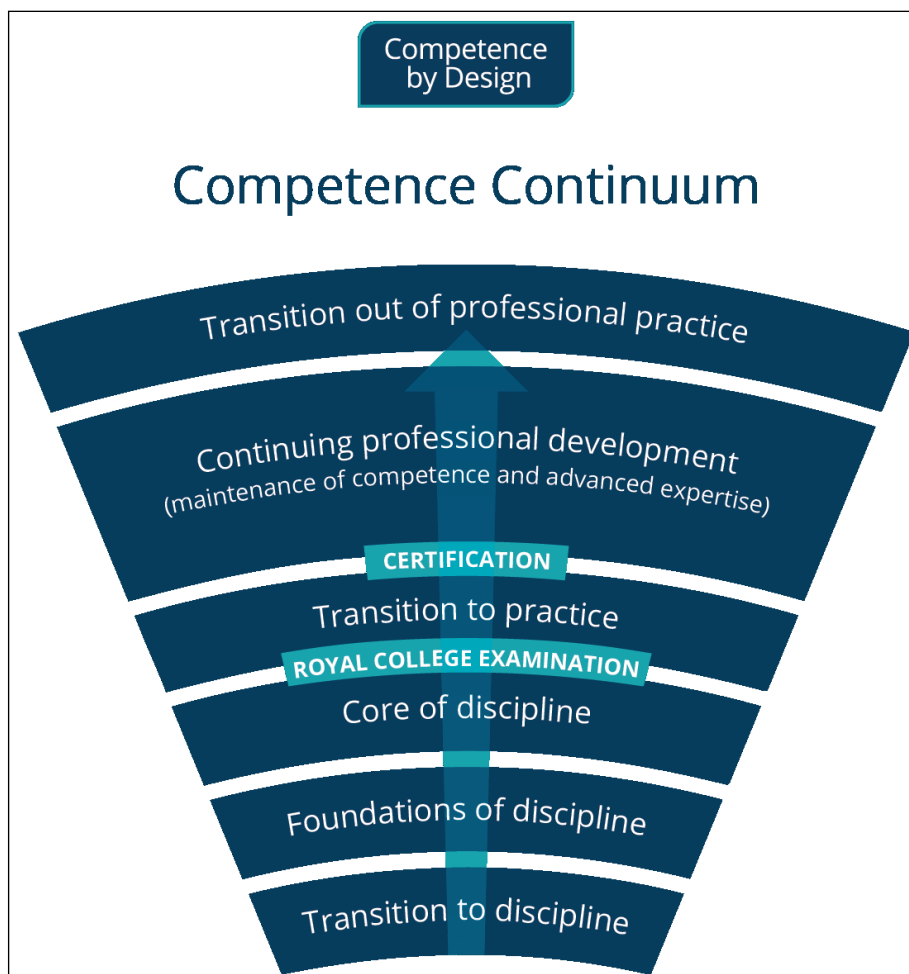 Competence
by Design
Competence Continuum
Transition out of professional practice
Continuing professional development
(maintenance of competence and advanced expertise)
CERTIFICATION
Transition to practice
ROYAL COLLEGE EXAMINATION
Core of discipline
Foundations of discipline
Transition to discipline